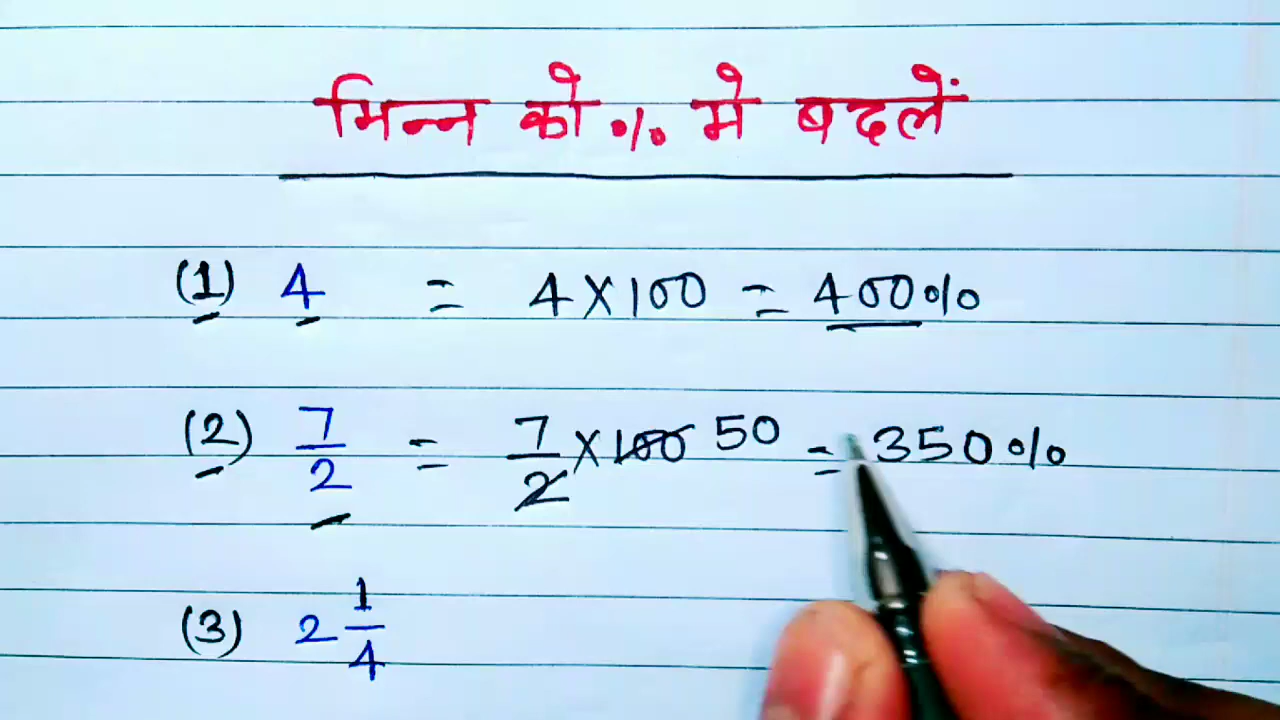 भिन्न को % मे बदलें
(1) 4 = 4 × 100 = 400%
(2) 7/2 = 7/2 × 100 50 = 350%
(3) 2 1/4